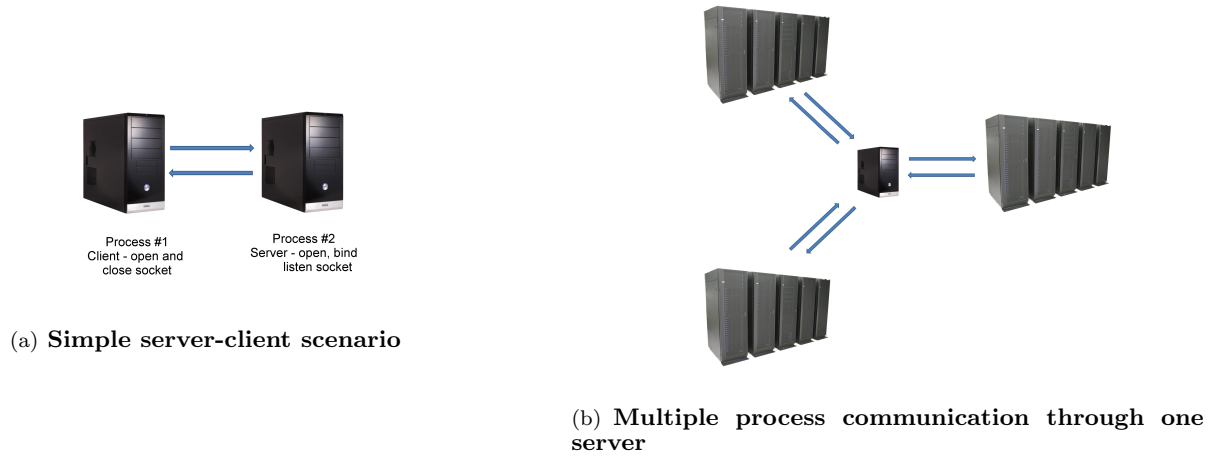 Process #1
Client - open and
close socket
Process #2
Server - open, bind
listen socket
(a) Simple server-client scenario
(b) Multiple process communication through one
server